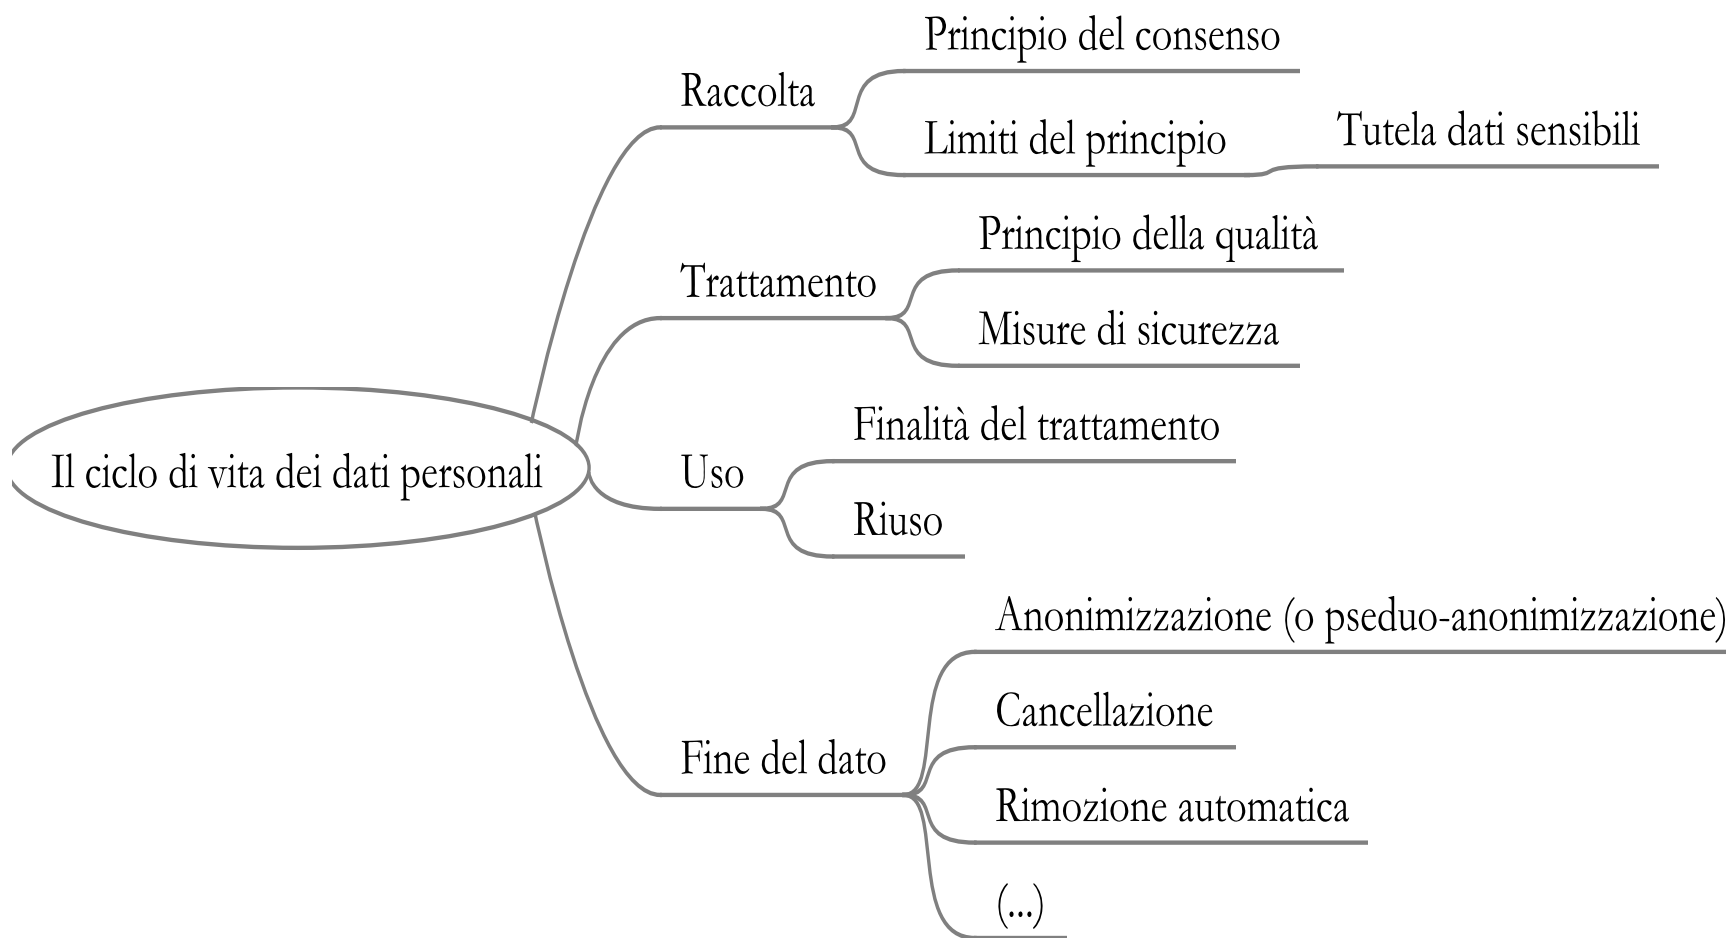 Il ciclo di vita dei dati personali
Raccolta
Principio del consenso
Limiti del principio
Tutela dati sensibili
Trattamento
Principio della qualità
Misure di sicurezza
Uso
Finalità del trattamento
Riuso
Fine del dato
Anonimizzazione (o pseduo-anonimizzazione)
Cancellazione
Rimozione automatica
(...)